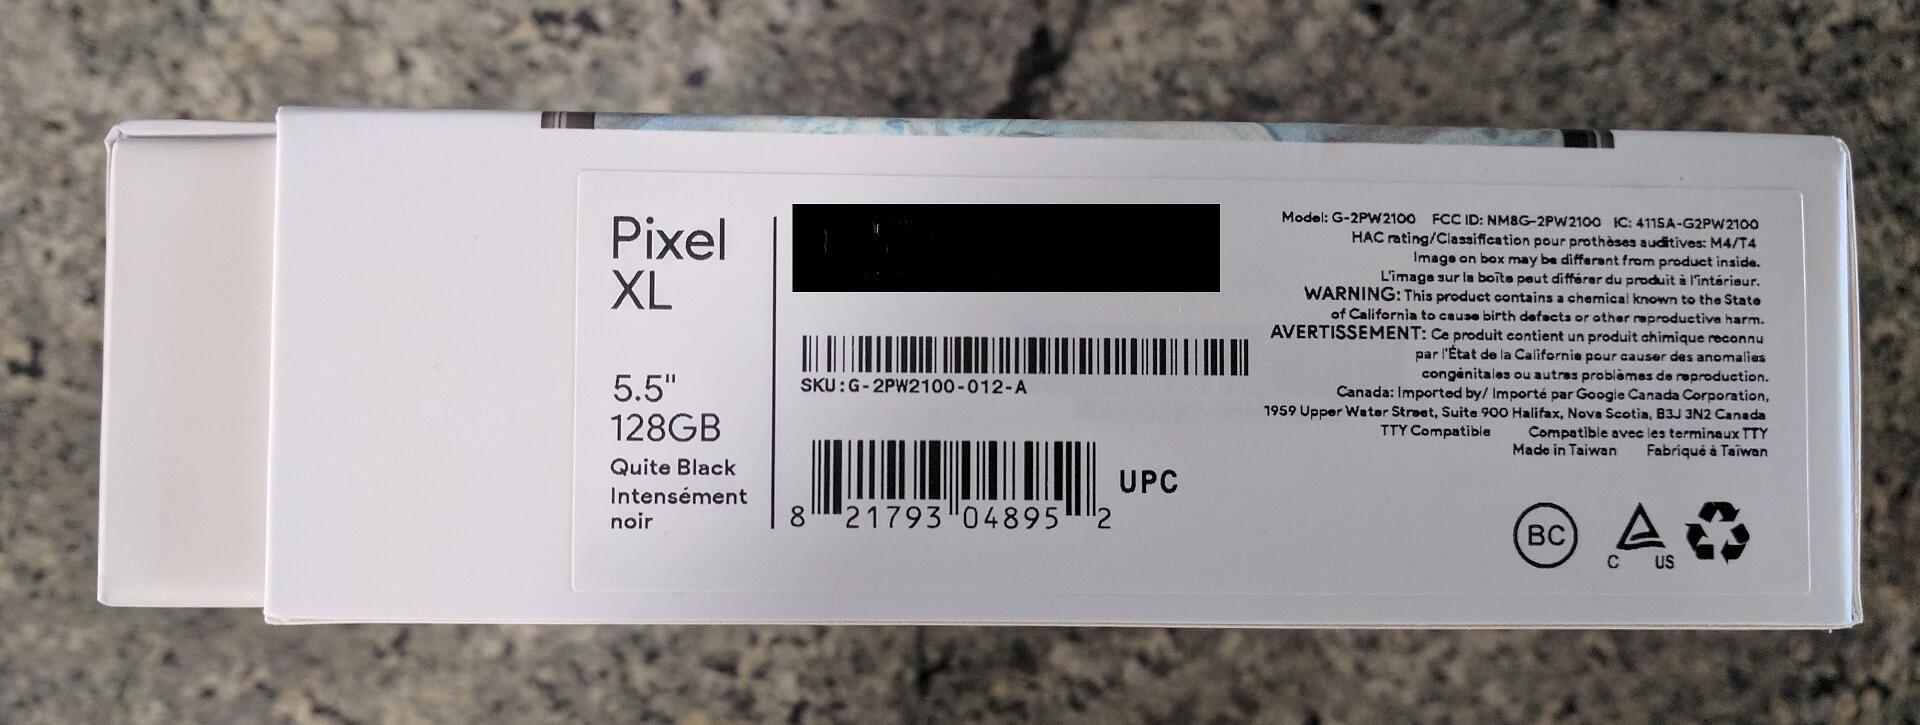 Pixel
XL
5.5"
128GB
Quite Black
Intensément
noir
SKU:G-2PW2100-012-A
8 21793 04895 2
UPC
Model: G-2PW2100 FCC ID: NM8G-2PW2100 IC: 4115A-G2PW2100
HAC rating/Classification pour prothèses auditives: M4/T4
Image on box may be different from product inside.
L'image sur la boîte peut différer du produit à l'intérieur.
WARNING: This product contains a chemical known to the State
of California to cause birth defects or other reproductive harm.
AVERTISSEMENT: Ce produit contient un produit chimique reconnu
par l'État de la Californie pour causer des anomalies
congénitales ou autres problèmes de reproduction.
Canada: Imported by/ Importé par Google Canada Corporation,
1959 Upper Water Street, Suite 900 Halifax, Nova Scotia, B3J 3N2 Canada
TTY Compatible Compatible avec les terminaux TTY
Made in Taiwan Fabriqué à Taïwan
BC
C US